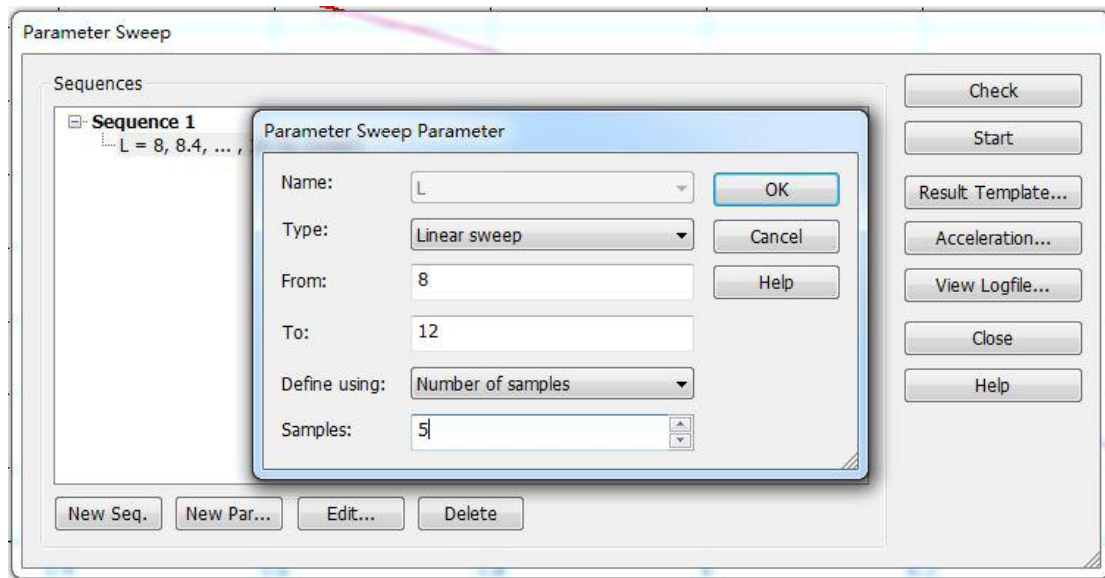 Parameter Sweep
Sequences
Sequence 1
L = 8, 8.4, ... ,
Parameter Sweep Parameter
Name:
L
Type:
Linear sweep
From:
8
To:
12
Define using:
Number of samples
Samples:
5
OK
Cancel
Help
Check
Start
Result Template...
Acceleration...
View Logfile...
Close
Help
New Seq.
New Par...
Edit...
Delete